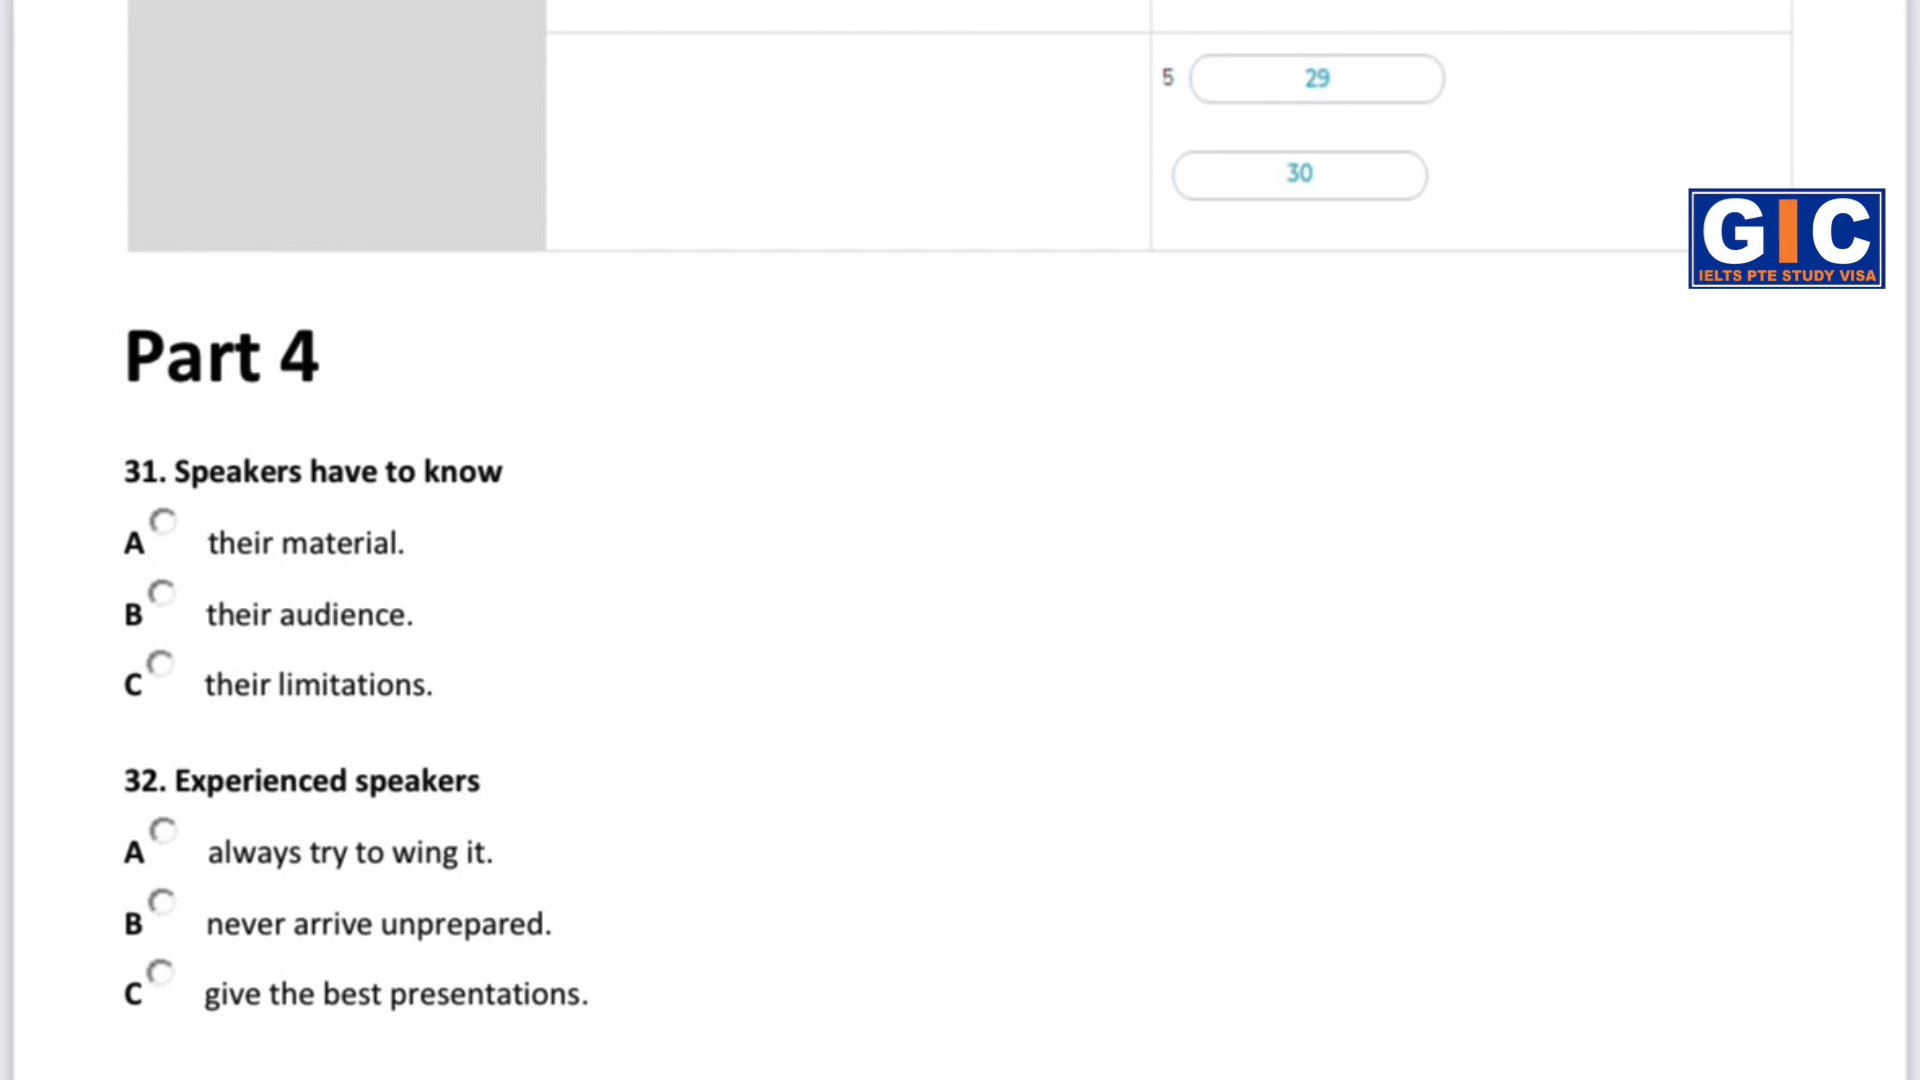 5 29
30
GIC
IELTS PTE STUDY VISA
Part 4
31. Speakers have to know
A their material.
B their audience.
C their limitations.
32. Experienced speakers
A always try to wing it.
B never arrive unprepared.
C give the best presentations.